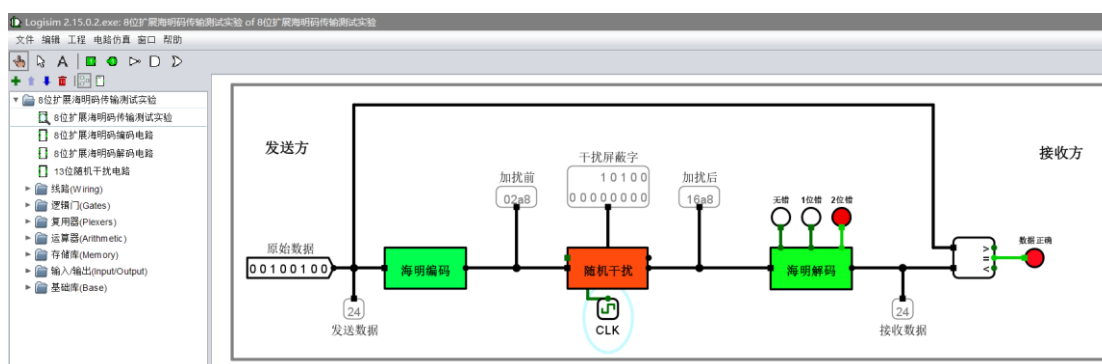 Logisim 2.15.0.2.exe: 8位扩展海明码传输测试实验 of 8位扩展海明码传输测试实验
文件 编辑 工程 电路仿真 窗口 帮助
A
8位扩展海明码传输测试实验
8位扩展海明码传输测试实验
8位扩展海明码编码电路
8位扩展海明码解码电路
13位随机干扰电路
线路(Wiring)
逻辑门(Gates)
复用器(Plexers)
运算器(Arithmetic)
存储库(Memory)
输入/输出(Input/Output)
基础库(Base)
发送方
接收方
干扰屏蔽字
10100
00000000
加扰前
02a8
加扰后
16a8
无错 1位错 2位错
原始数据
00100100
海明编码
随机干扰
海明解码
>
=
<
数据正确
CLK
24
发送数据
24
接收数据